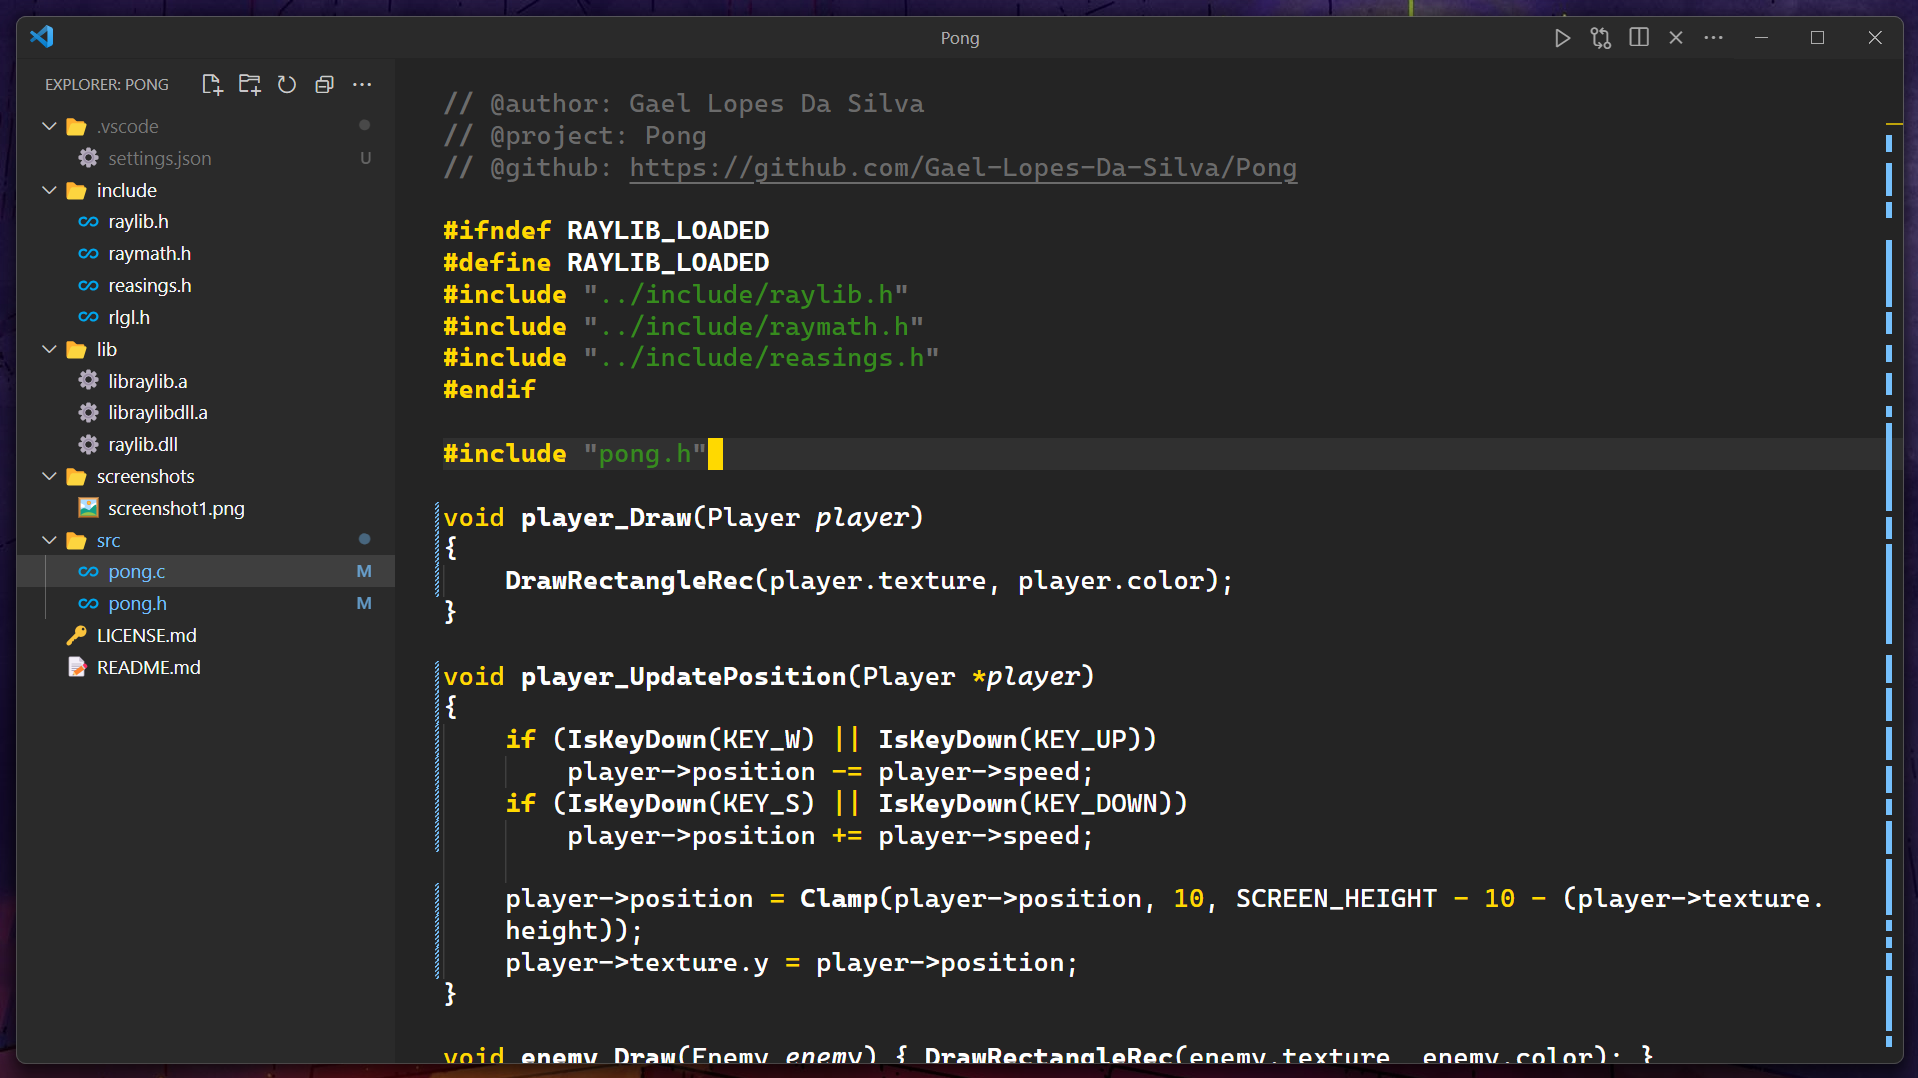 Pong
EXPLORER: PONG
.vscode
settings.json U
include
raylib.h
raymath.h
reasings.h
rlgl.h
lib
libraylib.a
libraylibdll.a
raylib.dll
screenshots
screenshot1.png
src
pong.c M
pong.h M
LICENSE.md
README.md
// @author: Gael Lopes Da Silva
// @project: Pong
// @github: https://github.com/Gael-Lopes-Da-Silva/Pong
#ifndef RAYLIB_LOADED
#define RAYLIB_LOADED
#include "../include/raylib.h"
#include "../include/raymath.h"
#include "../include/reasings.h"
#endif
#include "pong.h"
void player_Draw(Player player)
{
DrawRectangleRec(player.texture, player.color);
}
void player_UpdatePosition(Player *player)
{
if (IsKeyDown(KEY_W) || IsKeyDown(KEY_UP))
player->position -= player->speed;
if (IsKeyDown(KEY_S) || IsKeyDown(KEY_DOWN))
player->position += player->speed;
player->position = Clamp(player->position, 10, SCREEN_HEIGHT - 10 - (player->texture.
height));
player->texture.y = player->position;
}
void enemy_Draw(Enemy enemy) { DrawRectangleRec(enemy.texture, enemy.color); }